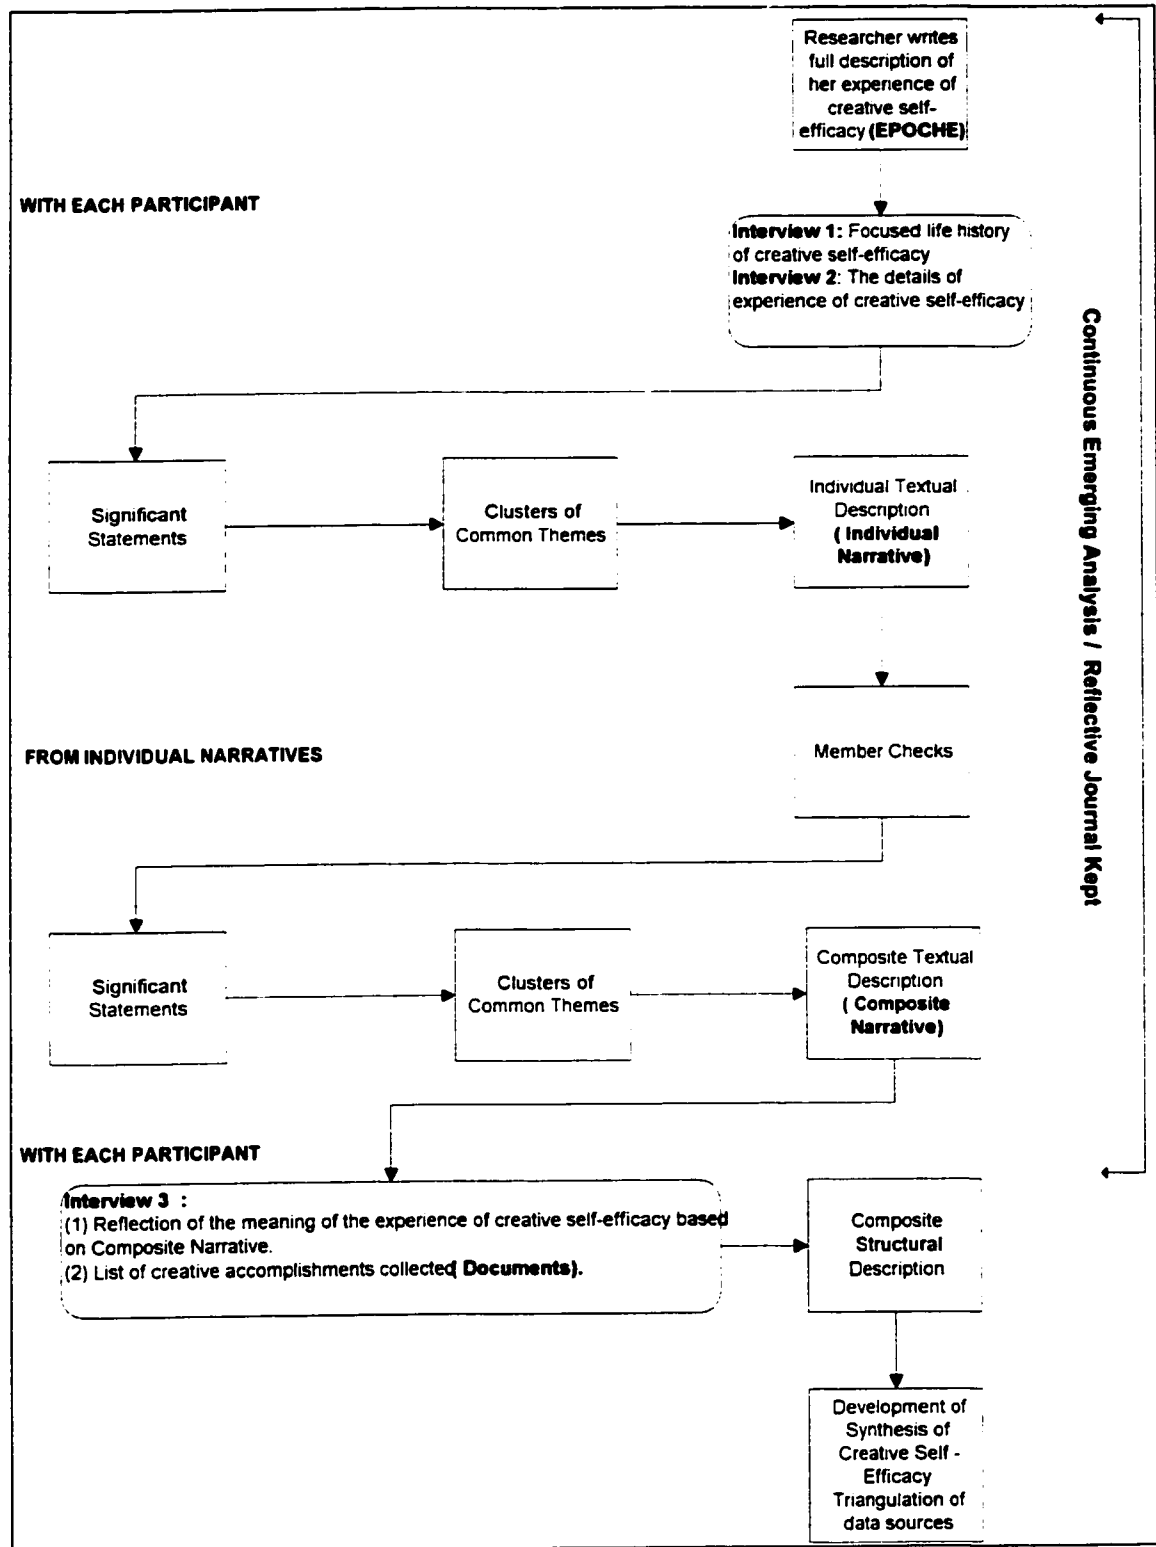 Researcher writes
full description of
her experience of
creative self-
efficacy (EPOCHE)
WITH EACH PARTICIPANT
Interview 1: Focused life history
of creative self-efficacy
Interview 2: The details of
experience of creative self-efficacy
Continuous Emerging Analysis / Reflective Journal Kept
Significant
Statements
Clusters of
Common Themes
Individual Textual
Description
( Individual
Narrative)
Member Checks
FROM INDIVIDUAL NARRATIVES
Significant
Statements
Clusters of
Common Themes
Composite Textual
Description
( Composite
Narrative)
WITH EACH PARTICIPANT
Interview 3 :
(1) Reflection of the meaning of the experience of creative self-efficacy based
on Composite Narrative.
(2) List of creative accomplishments collected( Documents).
Composite
Structural
Description
Development of
Synthesis of
Creative Self -
Efficacy
Triangulation of
data sources